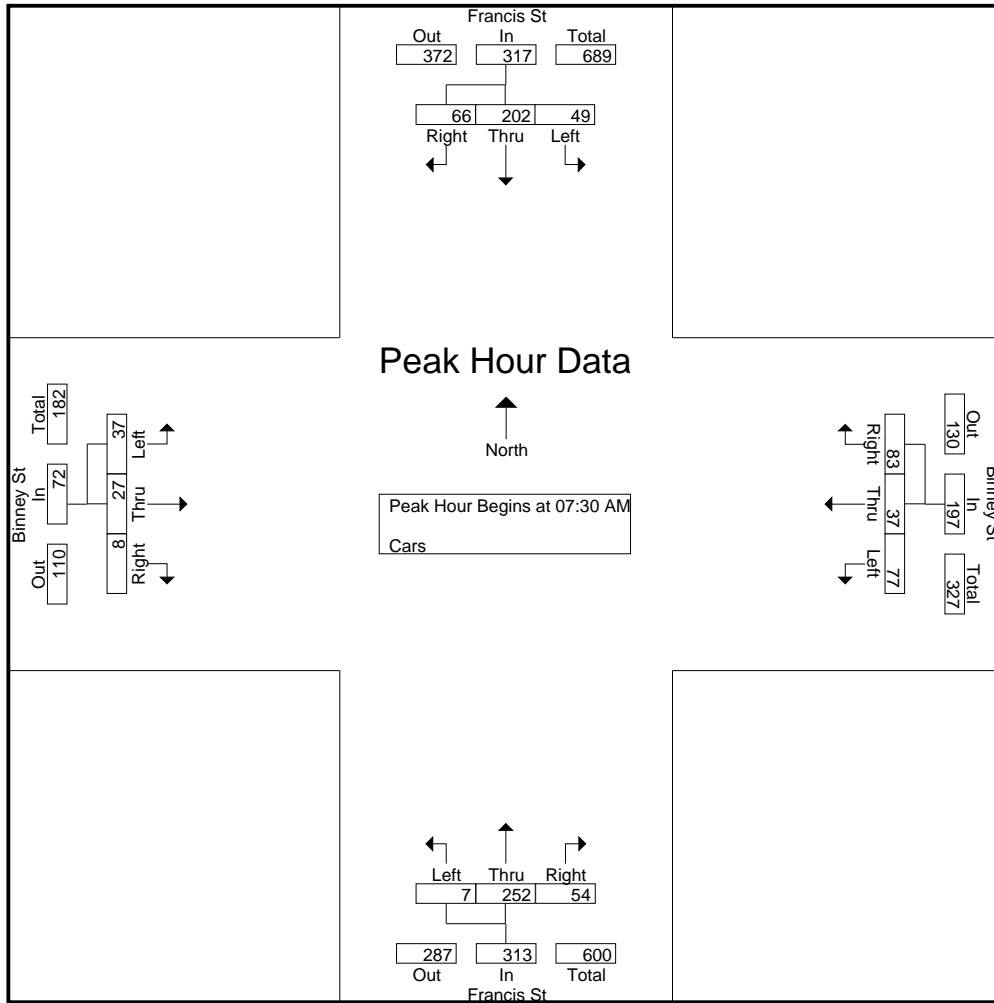 Francis St
Out In Total
372 317 689
66 202 49
Right Thru Left
Peak Hour Data
North
Peak Hour Begins at 07:30 AM
Cars
Binney St
Total In Out
182 72 110
37 27 8
Left Thru Right
Right Thru Left
83 37 77
Out In Total
130 197 327
Binney St
Left Thru Right
7 252 54
287 313 600
Out In Total
Francis St